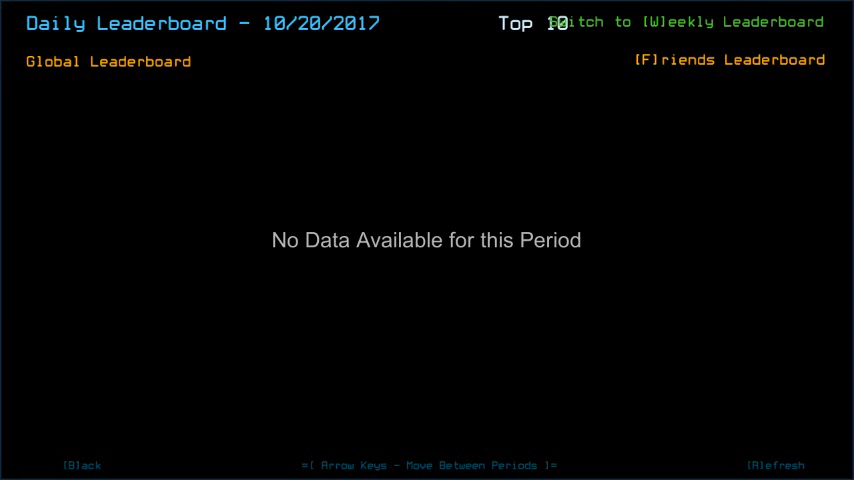 Daily Leaderboard - 10/20/2017
Top 10
Switch to [W]eekly Leaderboard
Global Leaderboard
[F]riends Leaderboard
No Data Available for this Period
[B]ack
=[ Arrow Keys - Move Between Periods ]=
[R]efresh